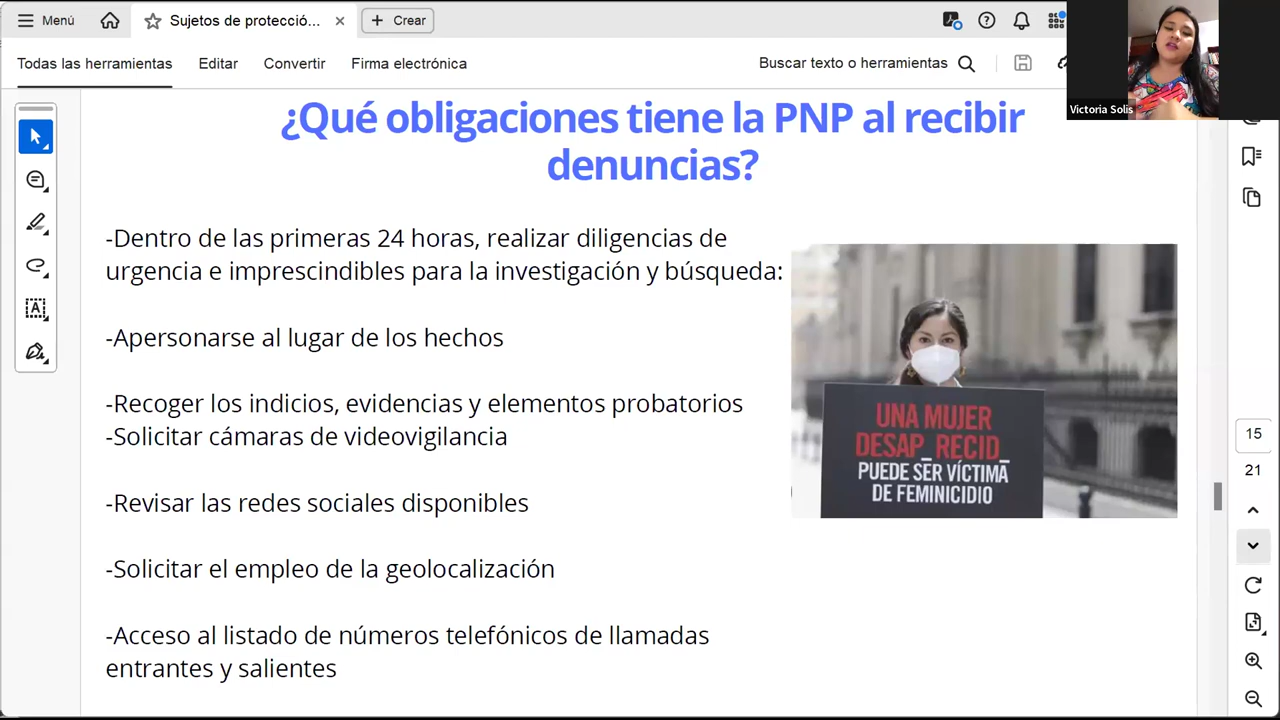 Menú
Sujetos de protecció...
Crear
Todas las herramientas
Editar
Convertir
Firma electrónica
Buscar texto o herramientas
Victoria Solis
¿Qué obligaciones tiene la PNP al recibir
denuncias?
-Dentro de las primeras 24 horas, realizar diligencias de
urgencia e imprescindibles para la investigación y búsqueda:
-Apersonarse al lugar de los hechos
-Recoger los indicios, evidencias y elementos probatorios
-Solicitar cámaras de videovigilancia
-Revisar las redes sociales disponibles
-Solicitar el empleo de la geolocalización
-Acceso al listado de números telefónicos de llamadas
entrantes y salientes
UNA MUJER
DESAP_RECID_
PUEDE SER VÍCTIMA
DE FEMINICIDIO
15
21